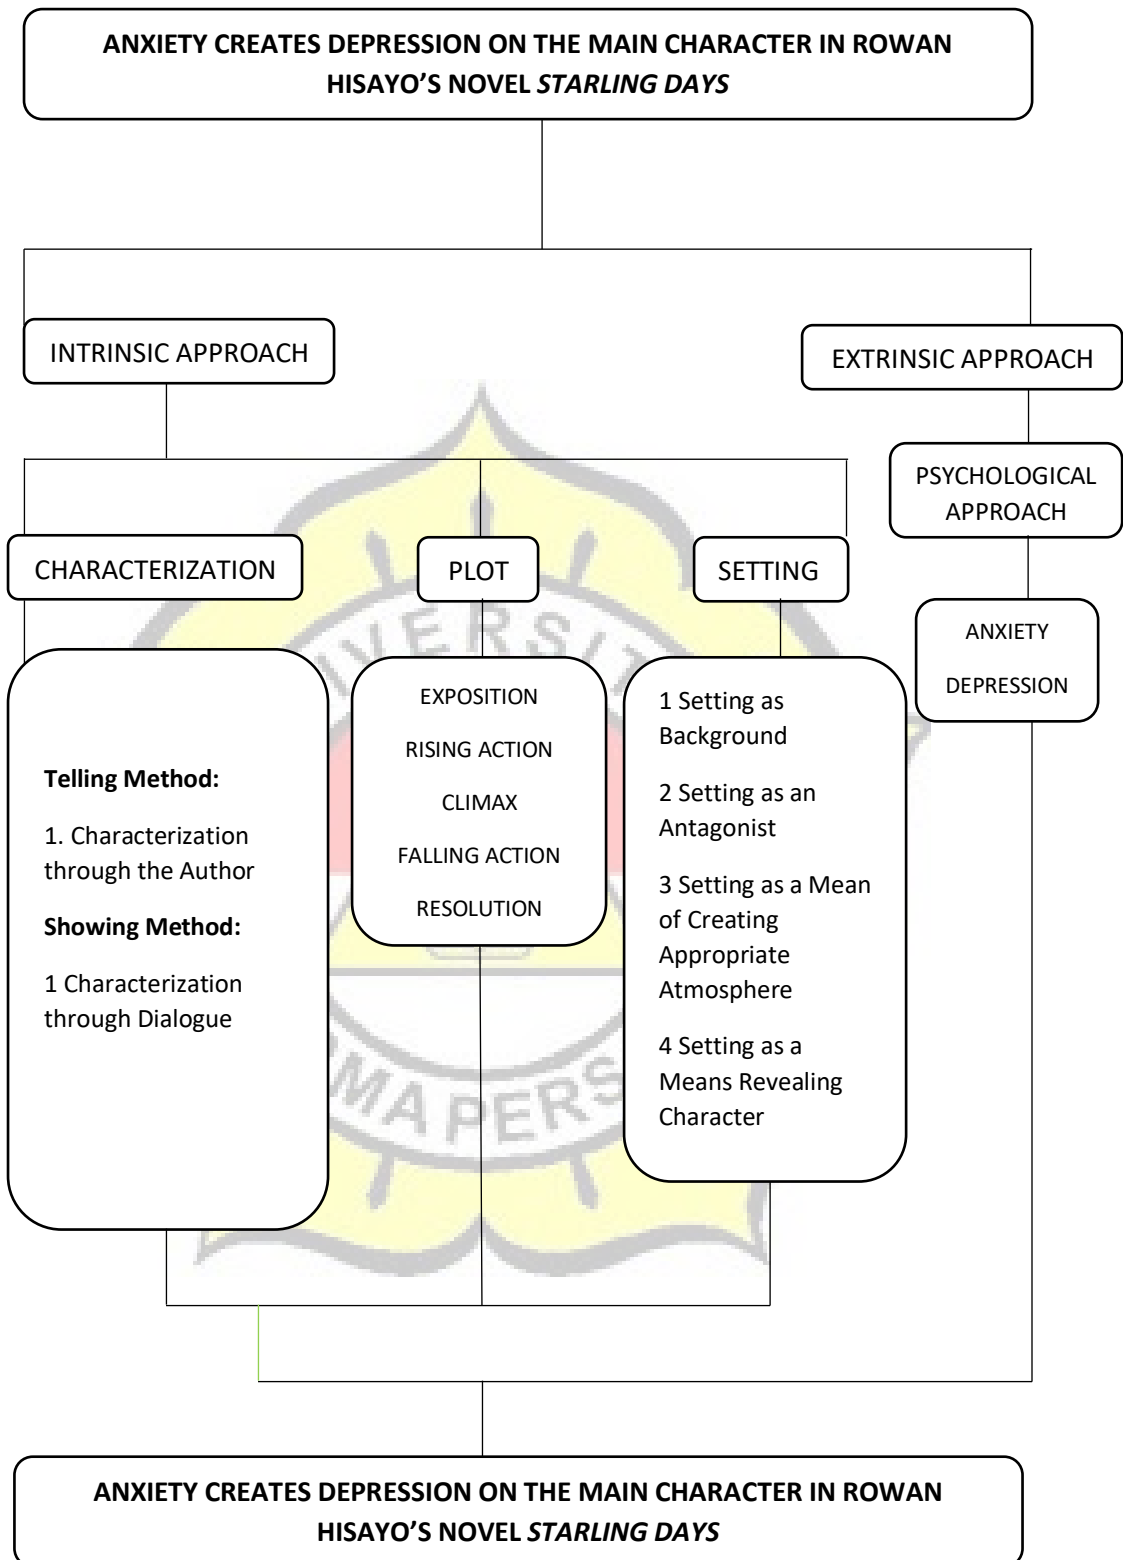 ANXIETY CREATES DEPRESSION ON THE MAIN CHARACTER IN ROWAN
HISAYO’S NOVEL STARLING DAYS
INTRINSIC APPROACH
EXTRINSIC APPROACH
PSYCHOLOGICAL
APPROACH
CHARACTERIZATION
PLOT
SETTING
ANXIETY
DEPRESSION
Telling Method:
1. Characterization
through the Author
Showing Method:
1 Characterization
through Dialogue
EXPOSITION
RISING ACTION
CLIMAX
FALLING ACTION
RESOLUTION
1 Setting as
Background
2 Setting as an
Antagonist
3 Setting as a Mean
of Creating
Appropriate
Atmosphere
4 Setting as a
Means Revealing
Character
ANXIETY CREATES DEPRESSION ON THE MAIN CHARACTER IN ROWAN
HISAYO’S NOVEL STARLING DAYS